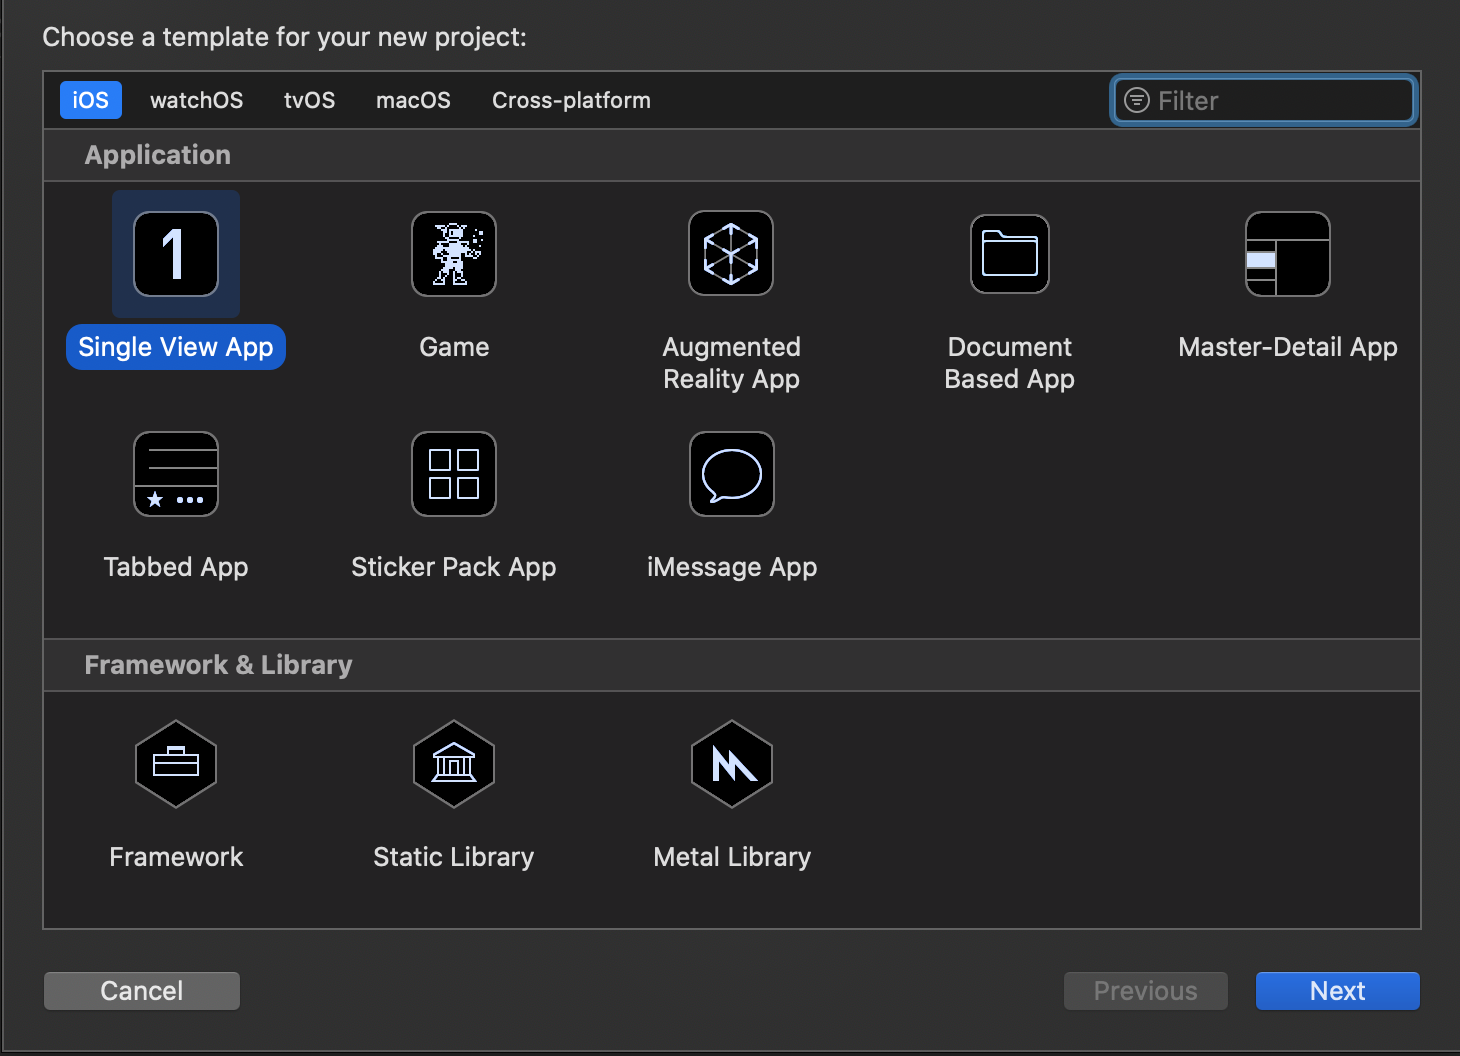 Choose a template for your new project:
iOS watchOS tvOS macOS Cross-platform Filter
Application
1
Single View App Game Augmented Document Master-Detail App
Reality App Based App
Tabbed App Sticker Pack App iMessage App
Framework & Library
Framework Static Library Metal Library
Cancel Previous Next